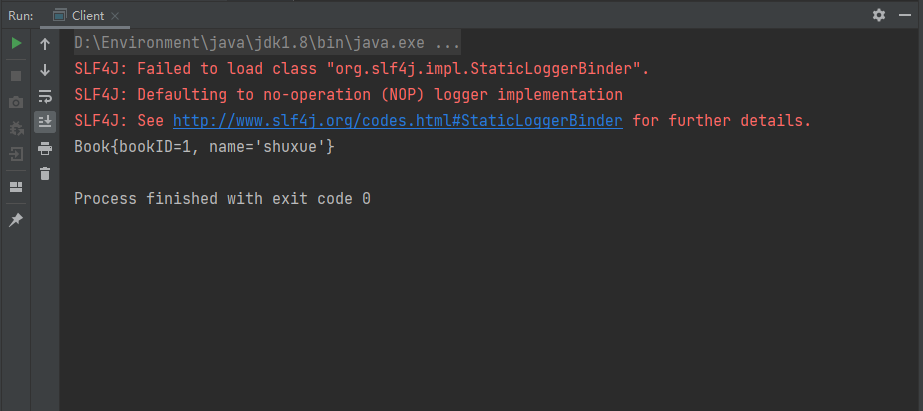 Run: Client
D:\Environment\java\jdk1.8\bin\java.exe ...
SLF4J: Failed to load class "org.slf4j.impl.StaticLoggerBinder".
SLF4J: Defaulting to no-operation (NOP) logger implementation
SLF4J: See http://www.slf4j.org/codes.html#StaticLoggerBinder for further details.
Book{bookID=1, name='shuxue'}
Process finished with exit code 0